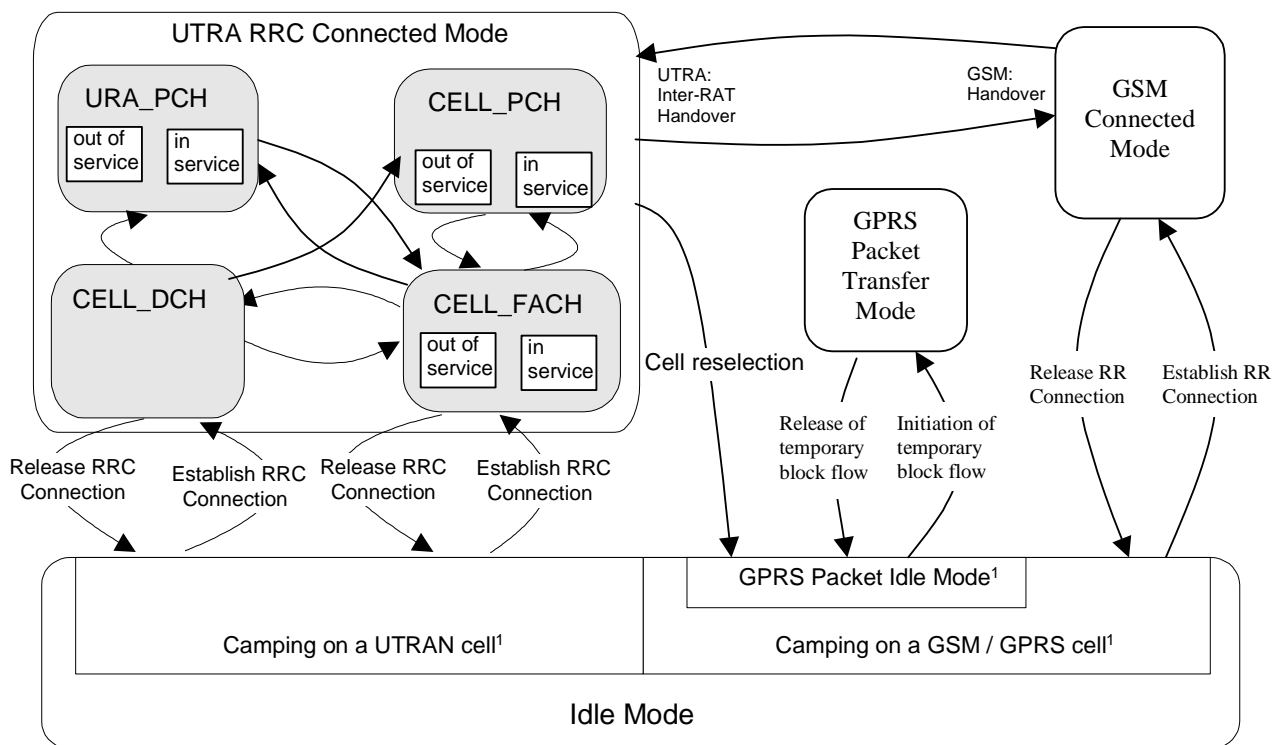 UTRA RRC Connected Mode
URA_PCH
out of
service
in
service
CELL_PCH
out of
service
in
service
CELL_DCH
CELL_FACH
out of
service
in
service
UTRA:
Inter-RAT
Handover
GSM:
Handover
GSM
Connected
Mode
GPRS
Packet
Transfer
Mode
Cell reselection
Release RRC
Connection
Establish RRC
Connection
Release RRC
Connection
Establish RRC
Connection
Release of
temporary
block flow
Initiation of
temporary
block flow
Release RR
Connection
Establish RR
Connection
GPRS Packet Idle Mode¹
Camping on a UTRAN cell¹
Camping on a GSM / GPRS cell¹
Idle Mode